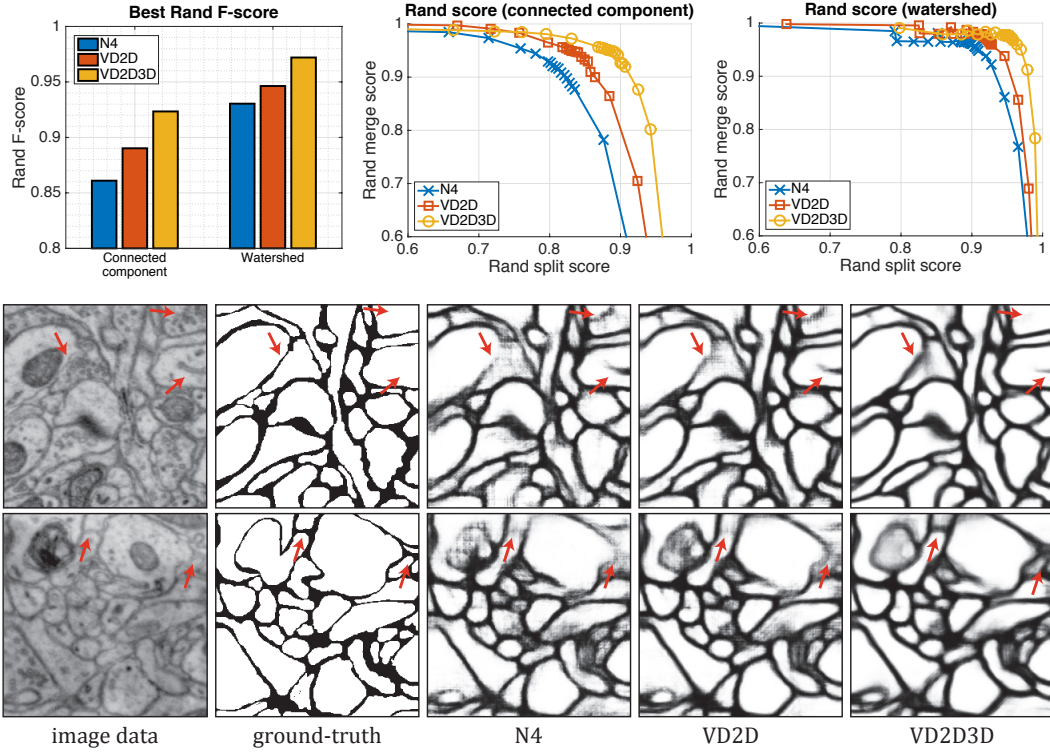 Best Rand F-score
Rand F-score
0.95
0.9
0.85
0.8
N4
VD2D
VD2D3D
Connected
component
Watershed
Rand score (connected component)
Rand merge score
1
0.9
0.8
0.7
0.6
N4
VD2D
VD2D3D
0.6 0.7 0.8 0.9 1
Rand split score
Rand score (watershed)
Rand merge score
1
0.9
0.8
0.7
0.6
N4
VD2D
VD2D3D
0.6 0.7 0.8 0.9 1
Rand split score
image data ground-truth N4 VD2D VD2D3D